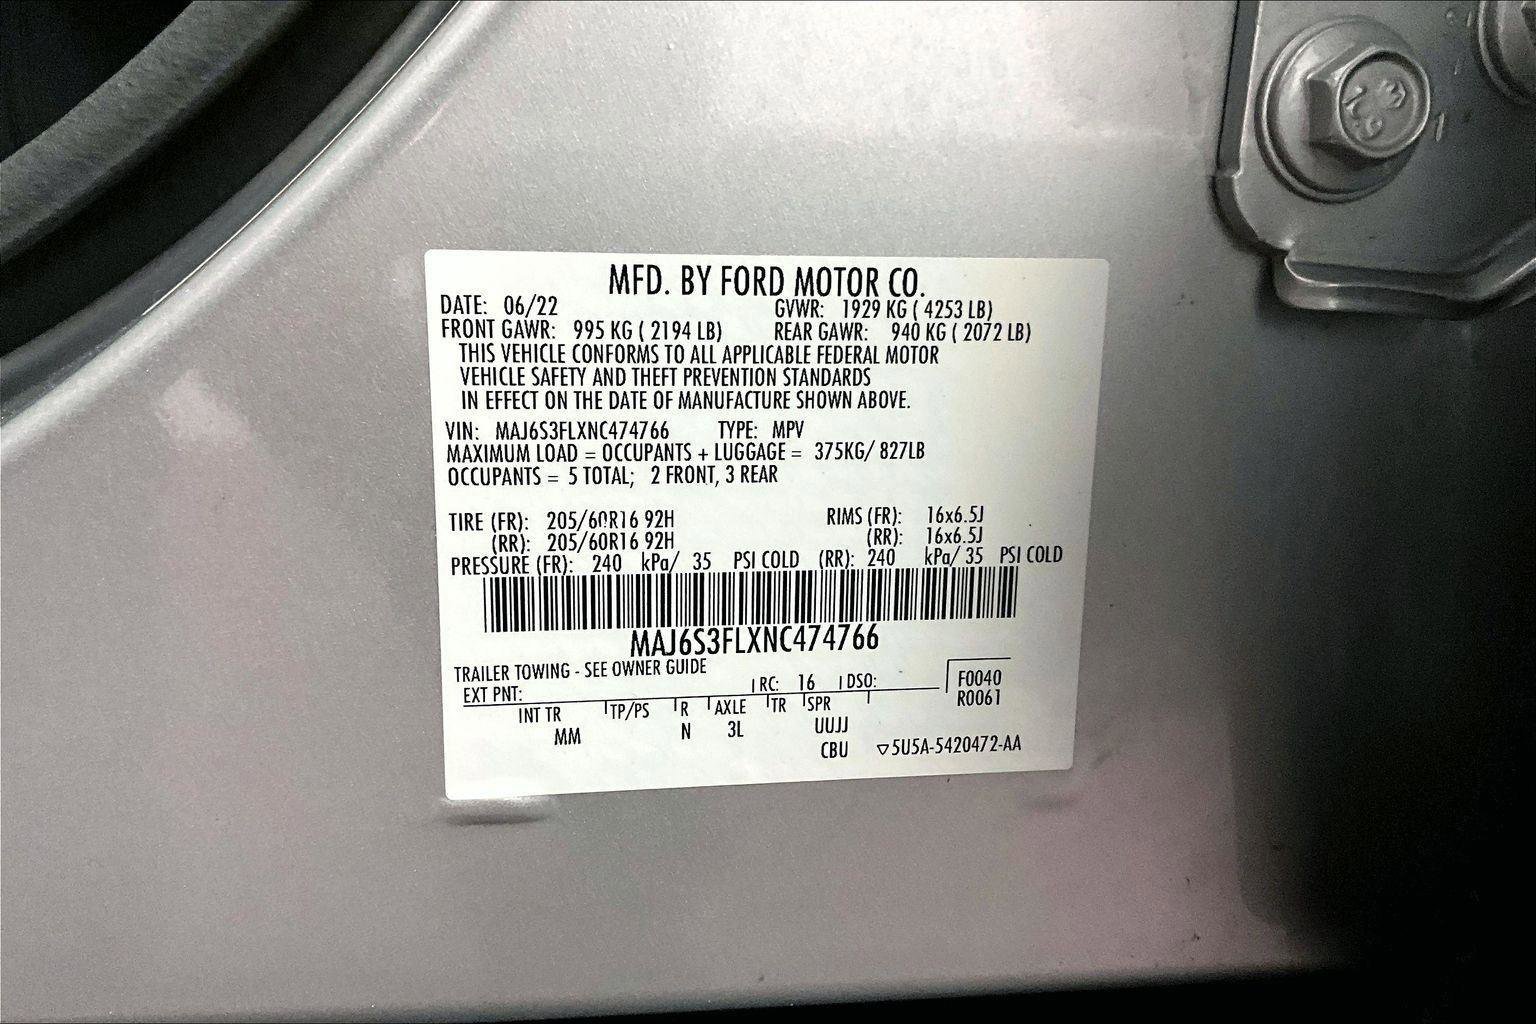 MFD. BY FORD MOTOR CO.
DATE: 06/22 GVWR: 1929 KG ( 4253 LB)
FRONT GAWR: 995 KG ( 2194 LB) REAR GAWR: 940 KG ( 2072 LB)
THIS VEHICLE CONFORMS TO ALL APPLICABLE FEDERAL MOTOR
VEHICLE SAFETY AND THEFT PREVENTION STANDARDS
IN EFFECT ON THE DATE OF MANUFACTURE SHOWN ABOVE.
VIN: MAJ6S3FLXNC474766 TYPE: MPV
MAXIMUM LOAD = OCCUPANTS + LUGGAGE = 375KG/ 827LB
OCCUPANTS = 5 TOTAL; 2 FRONT, 3 REAR
TIRE (FR): 205/60R16 92H RIMS (FR): 16x6.5J
(RR): 205/60R16 92H (RR): 16x6.5J
PRESSURE (FR): 240 kPa/ 35 PSI COLD (RR): 240 kPa/ 35 PSI COLD
MAJ6S3FLXNC474766
TRAILER TOWING - SEE OWNER GUIDE
EXT PNT: RC: 16 DSO: F0040
R0061
INT TR TP/PS R AXLE TR SPR
MM N 3L UUJJ
CBU ▽5U5A-5420472-AA